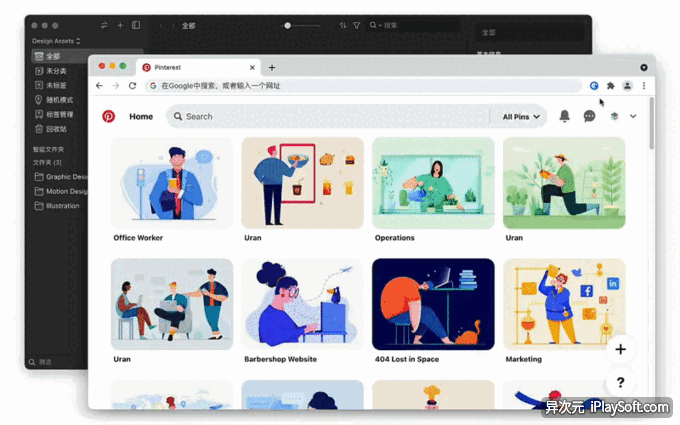 全部
搜索
全部
Design Assets
全部
未分类
未标签
随机模式
标签管理
回收站
智能文件夹
文件夹 (3)
Graphic Desig
Motion Desig
Illustration
筛选
Pinterest
在Google中搜索，或者输入一个网址
Home
Search
All Pins
Office Worker
Uran
Operations
Uran
Uran
Barbershop Website
404 Lost in Space
Marketing
+
?
异次元 iPlaySoft.com